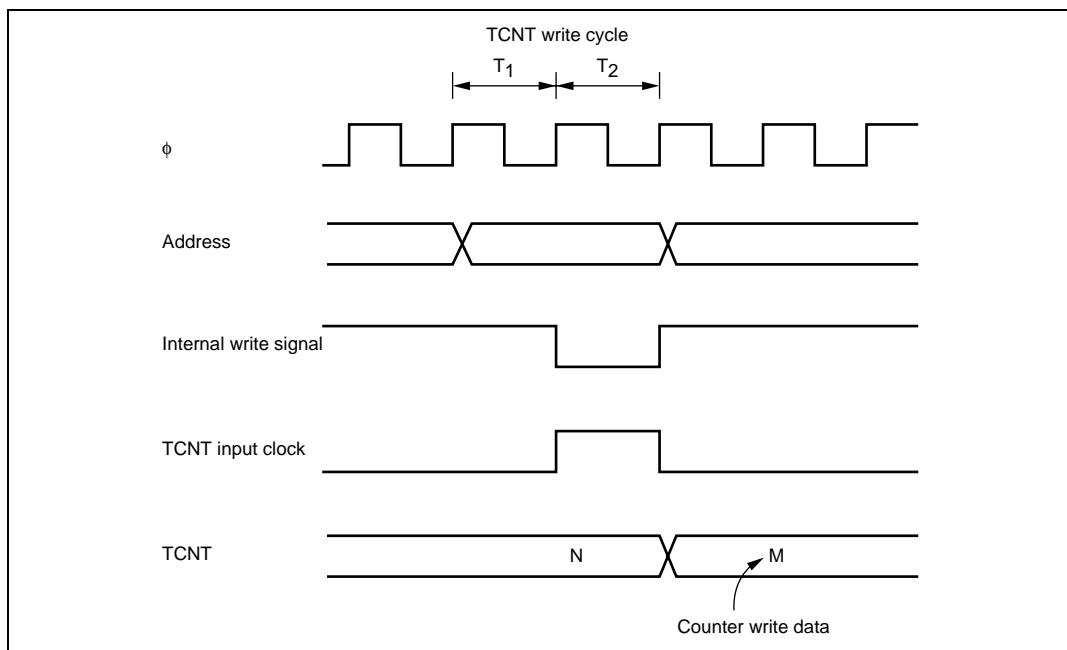 TCNT write cycle
T1 T2
ϕ
Address
Internal write signal
TCNT input clock
TCNT N M
Counter write data